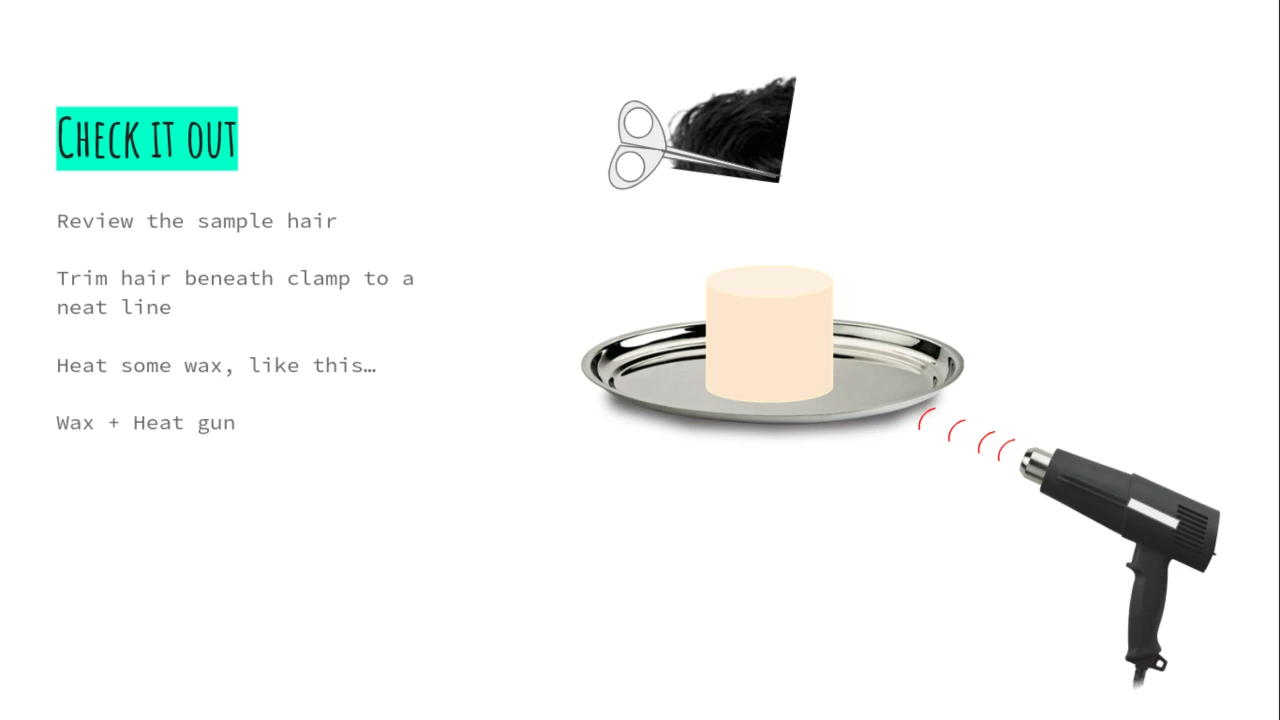 Check it out
Review the sample hair
Trim hair beneath clamp to a
neat line
Heat some wax, like this…
Wax + Heat gun